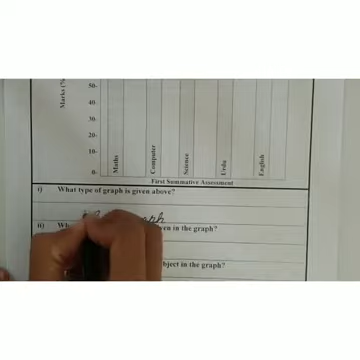 Marks (%
50-
40-
30-
20-
10-
0-
Maths
Computer
Science
Urdu
English
First Summative Assessment
i) What type of graph is given above?
ii) in the graph?
bject in the graph?